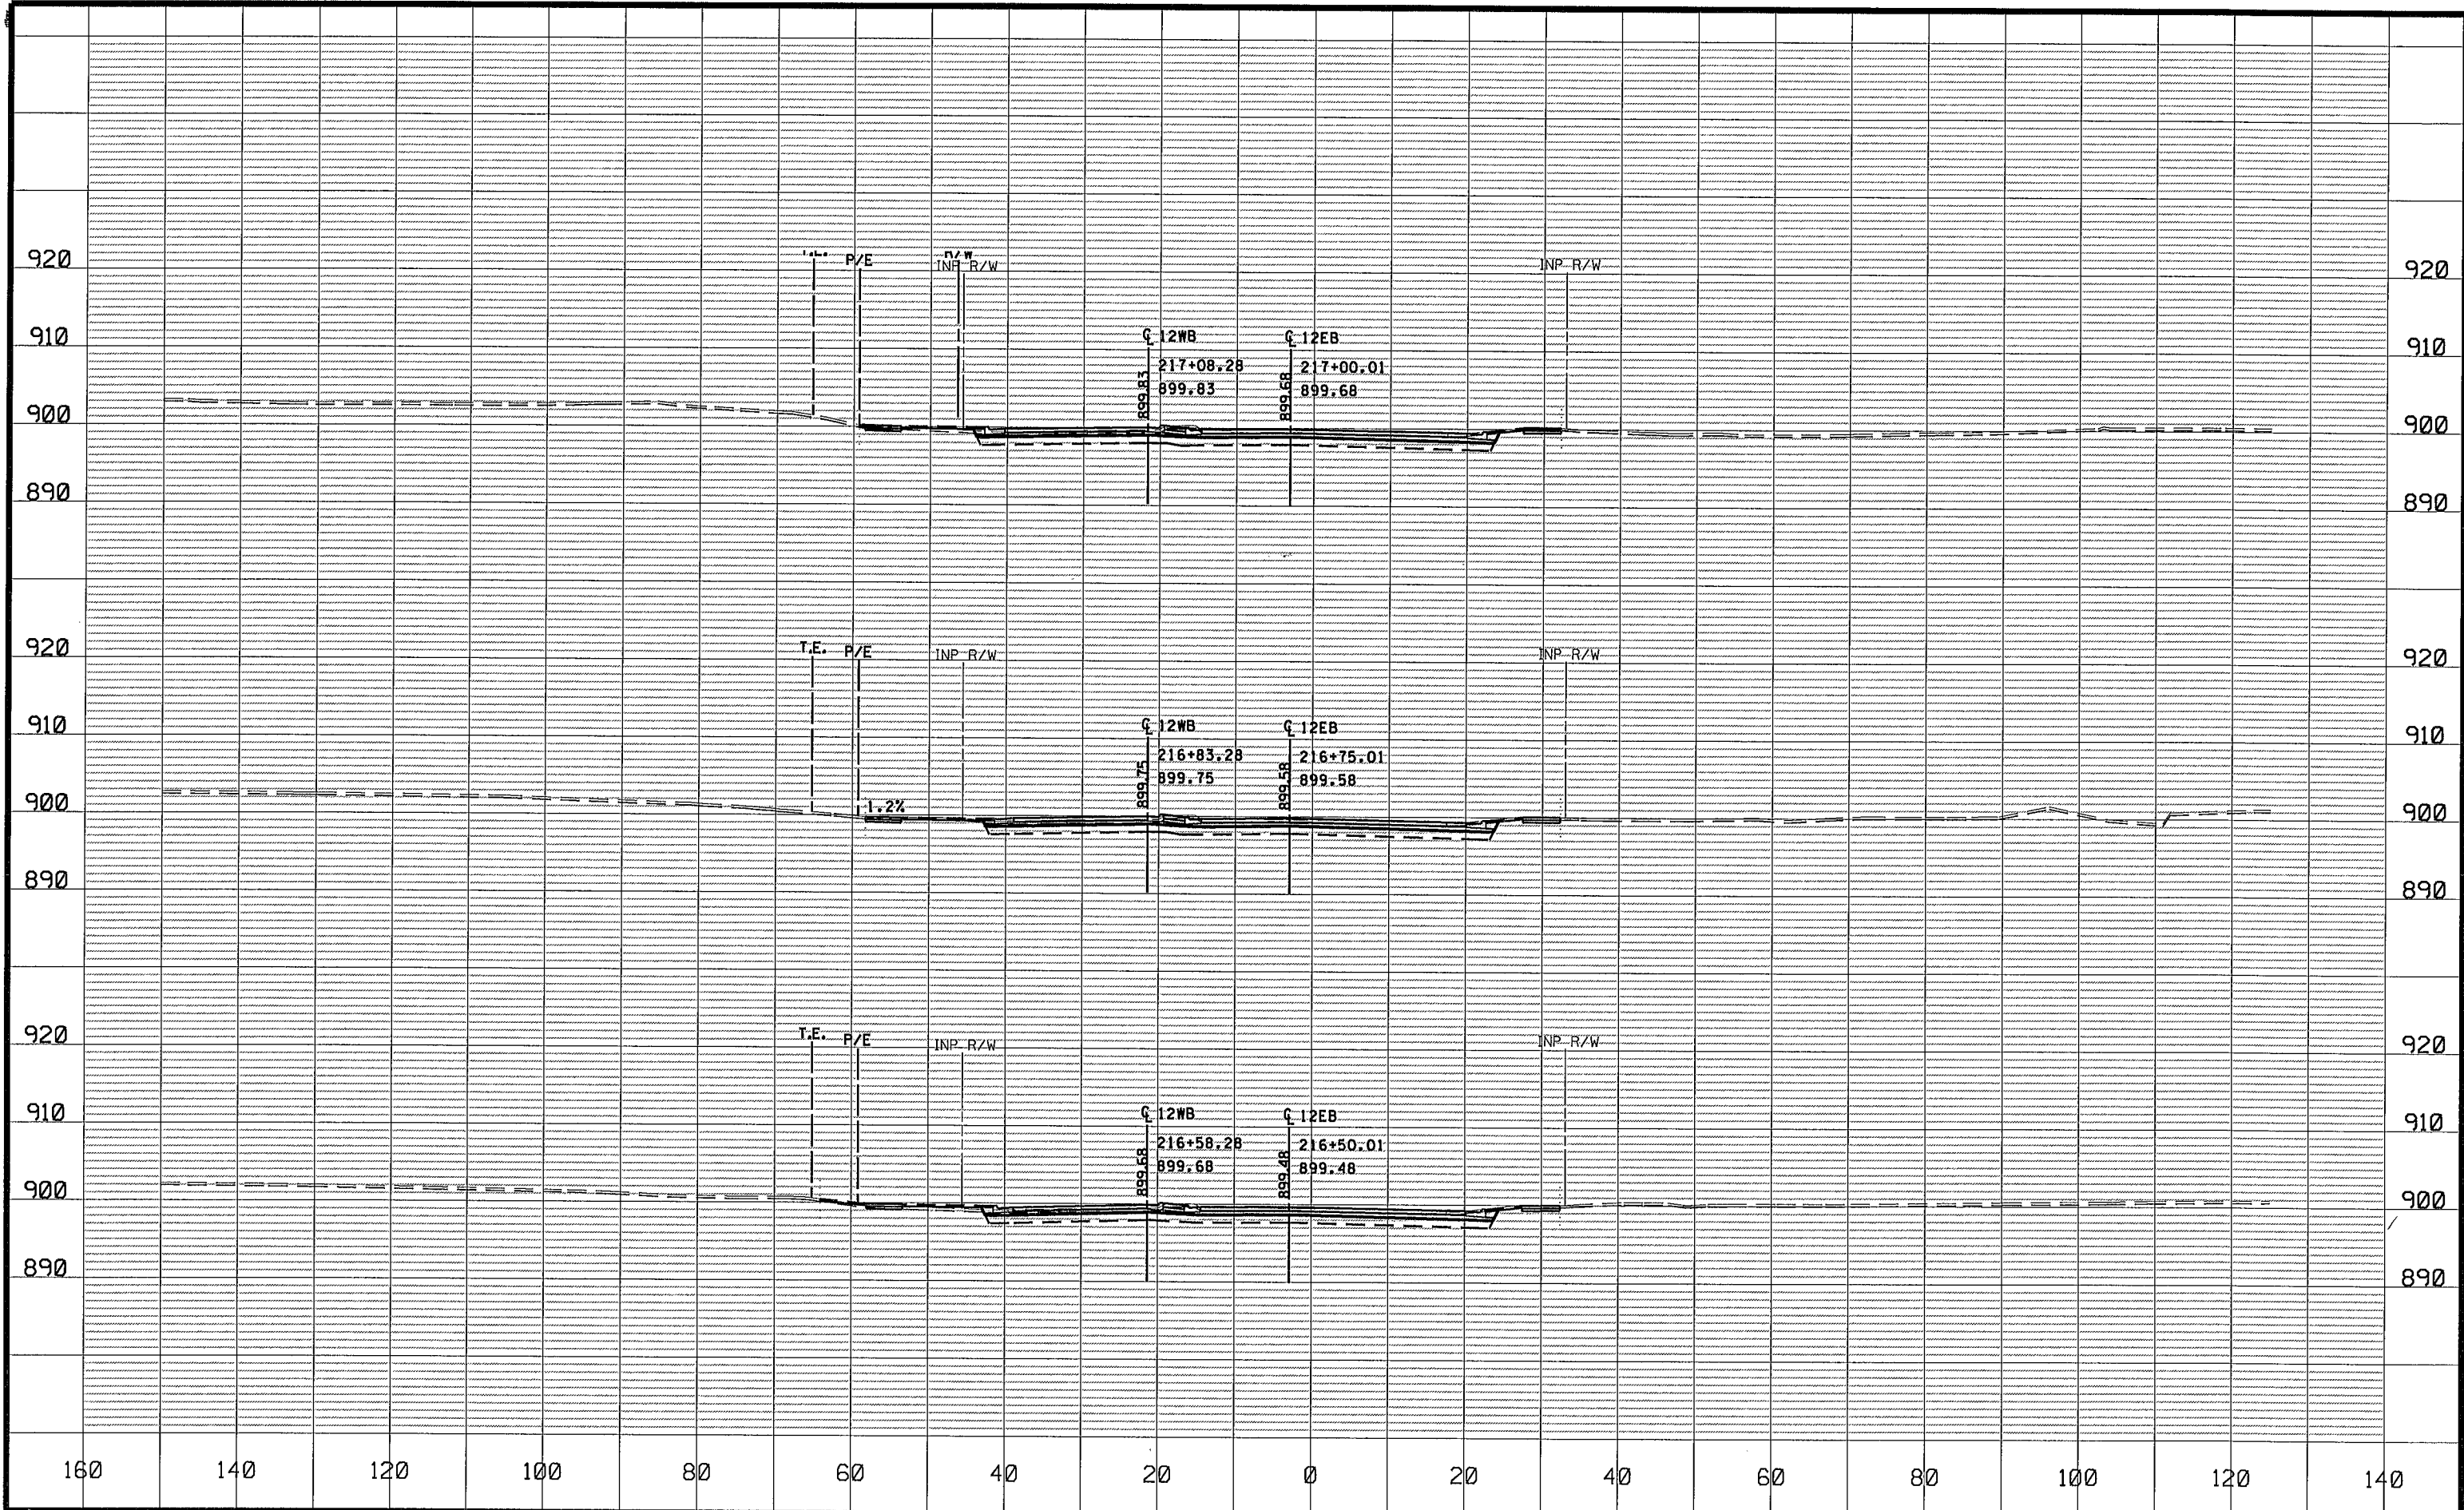 T.E. P/E R/W
INP R/W INP R/W
920 920
℄ 12WB ℄ 12EB
910 910
217+08.28 217+00.01
899.83 899.83 899.68 899.68
900 900
890 890
T.E. P/E INP R/W INP R/W
920 920
℄ 12WB ℄ 12EB
910 910
216+83.28 216+75.01
899.75 899.75 899.58 899.58
1.2%
900 900
890 890
T.E. P/E INP R/W INP R/W
920 920
℄ 12WB ℄ 12EB
910 910
216+58.28 216+50.01
899.68 899.68 899.48 899.48
900 900
890 890
160 140 120 100 80 60 40 20 0 20 40 60 80 100 120 140